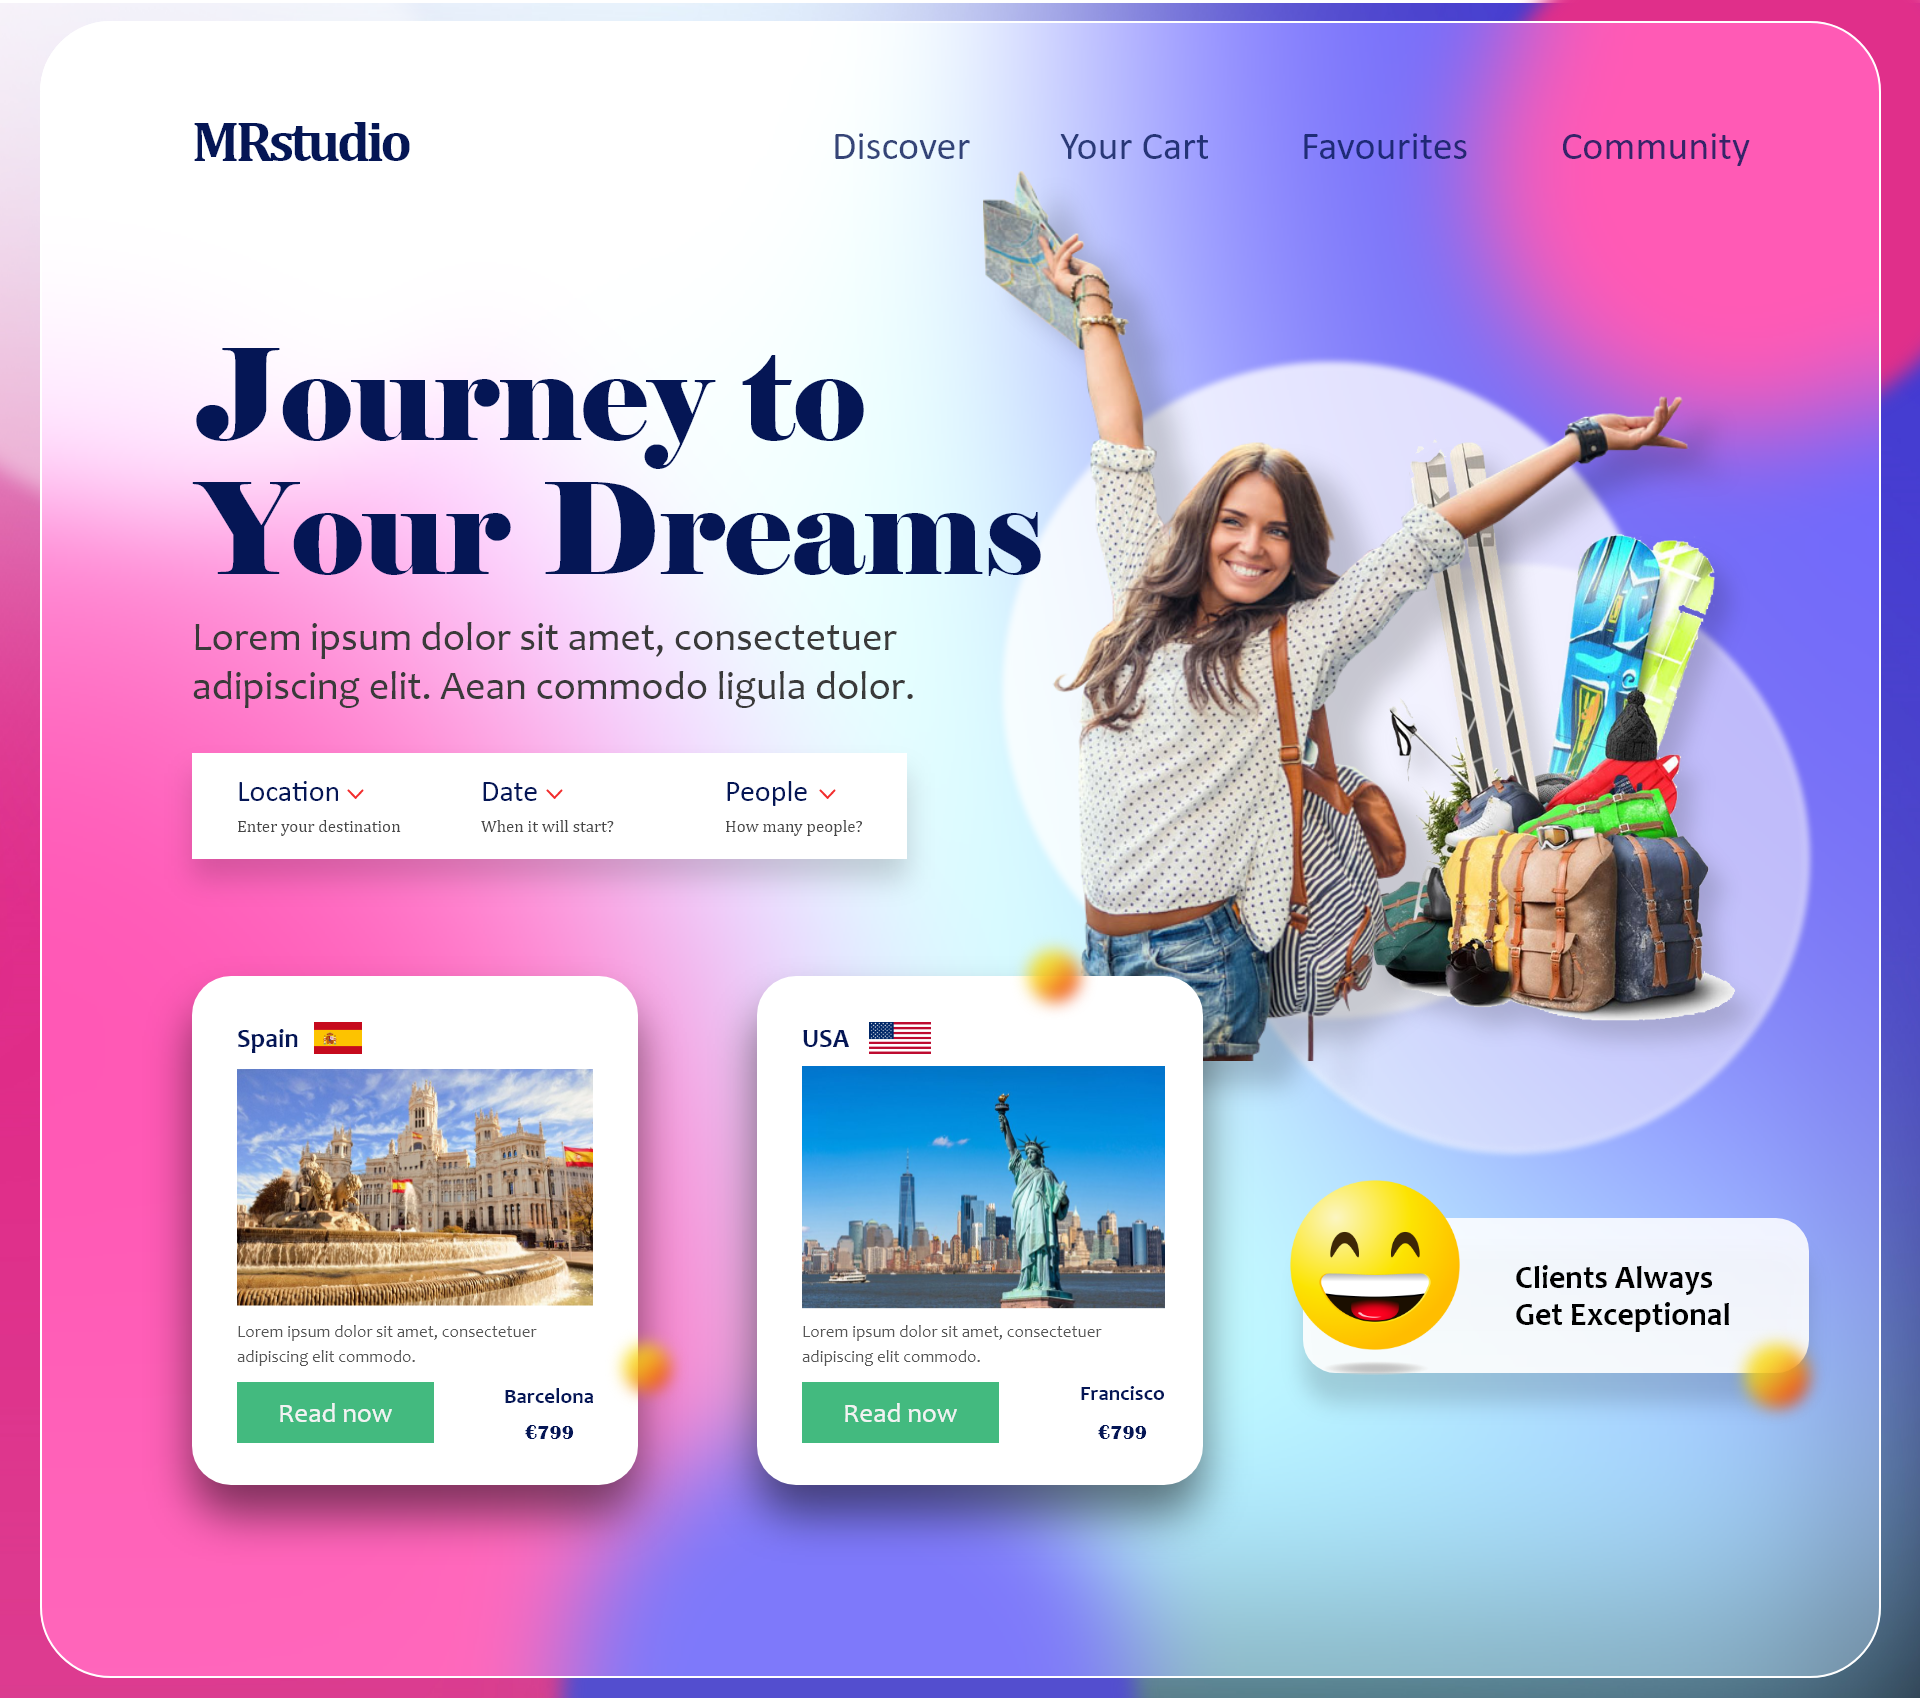 MRstudio
Discover
Your Cart
Favourites
Community
Journey to
Your Dreams
Lorem ipsum dolor sit amet, consectetuer
adipiscing elit. Aean commodo ligula dolor.
Location
Enter your destination
Date
When it will start?
People
How many people?
Spain
Lorem ipsum dolor sit amet, consectetuer
adipiscing elit commodo.
Read now
Barcelona
€799
USA
Lorem ipsum dolor sit amet, consectetuer
adipiscing elit commodo.
Read now
Francisco
€799
Clients Always
Get Exceptional